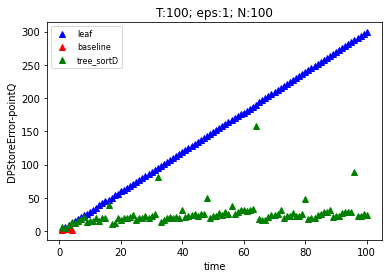 T:100; eps:1; N:100
leaf
baseline
tree_sortD
DPStoreError-pointQ
300
250
200
150
100
50
0
0 20 40 60 80 100
time